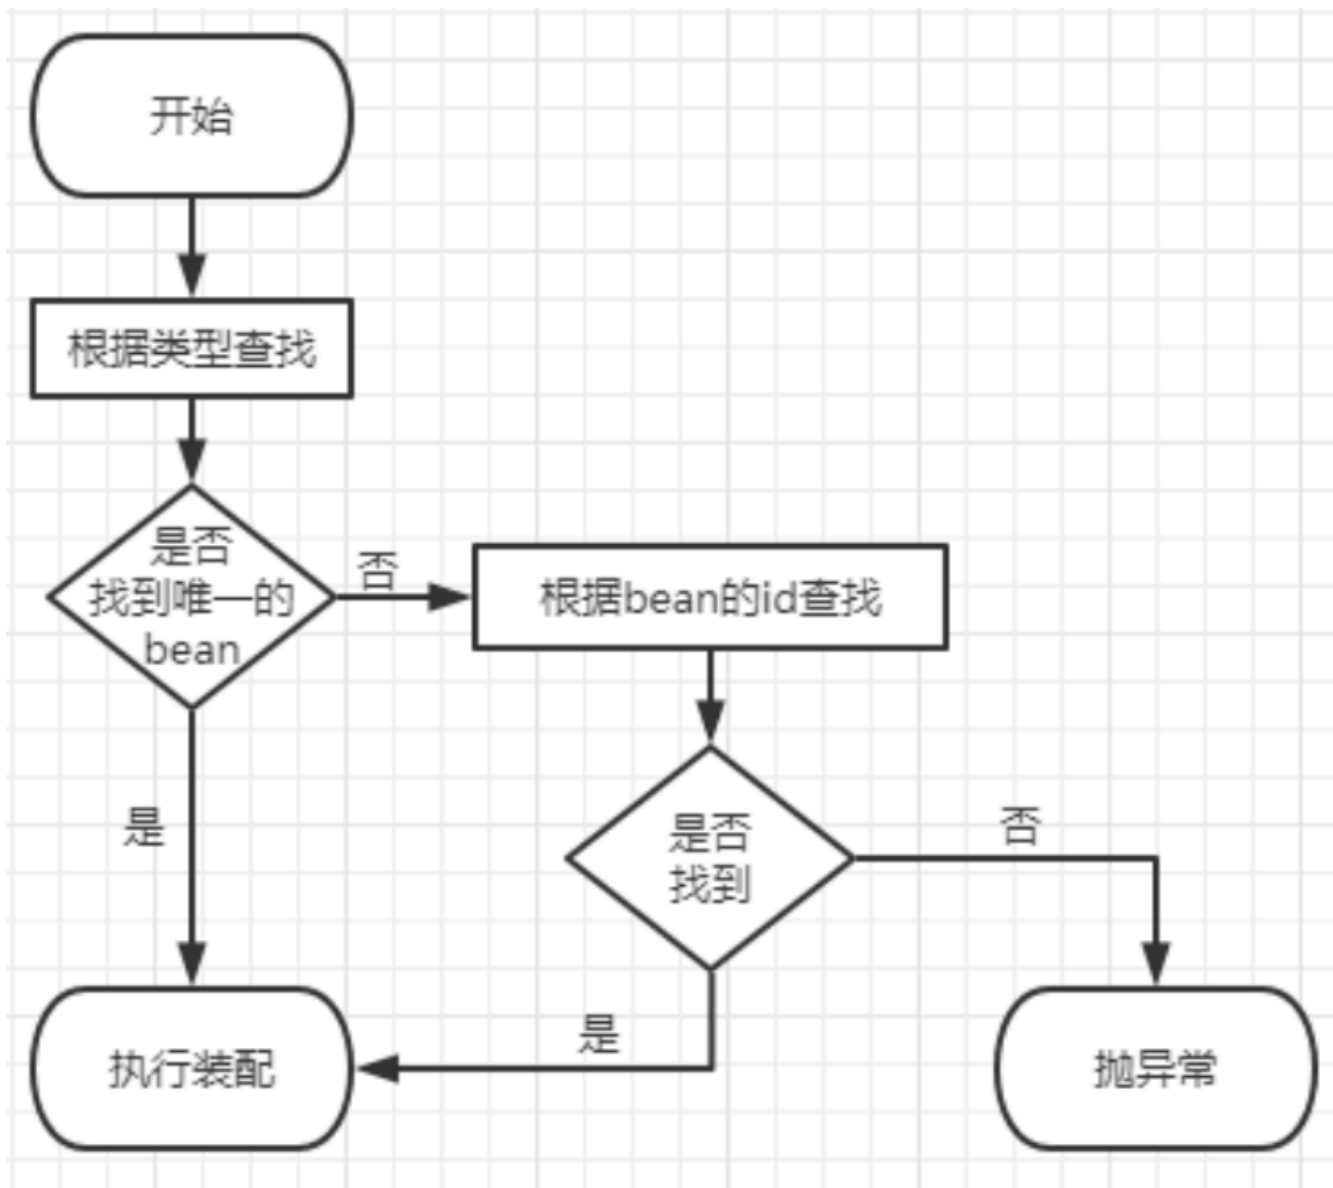 开始
根据类型查找
是否
找到唯一的
bean
否
根据bean的id查找
是
是否
找到
否
是
执行装配
抛异常